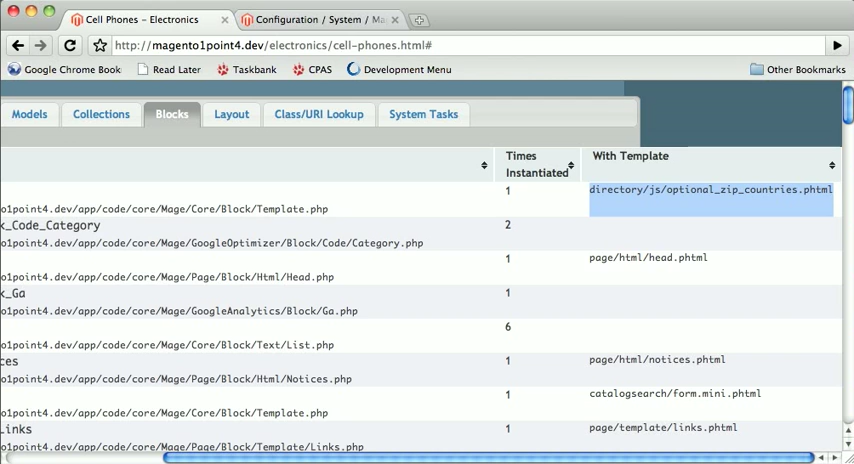 Cell Phones – Electronics
Configuration / System / Ma
http://magento1point4.dev/electronics/cell-phones.html#
Google Chrome Book
Read Later
Taskbank
CPAS
Development Menu
Other Bookmarks
Models
Collections
Blocks
Layout
Class/URI Lookup
System Tasks
Times Instantiated
With Template
1
directory/js/optional_zip_countries.phtml
o1point4.dev/app/code/core/Mage/Core/Block/Template.php
k_Code_Category
2
o1point4.dev/app/code/core/Mage/GoogleOptimizer/Block/Code/Category.php
1
page/html/head.phtml
o1point4.dev/app/code/core/Mage/Page/Block/Html/Head.php
k_Ga
1
o1point4.dev/app/code/core/Mage/GoogleAnalytics/Block/Ga.php
6
o1point4.dev/app/code/core/Mage/Core/Block/Text/List.php
ces
1
page/html/notices.phtml
o1point4.dev/app/code/core/Mage/Page/Block/Html/Notices.php
1
catalogsearch/form.mini.phtml
o1point4.dev/app/code/core/Mage/Core/Block/Template.php
Links
1
page/template/links.phtml
o1point4.dev/app/code/core/Mage/Page/Block/Template/Links.php